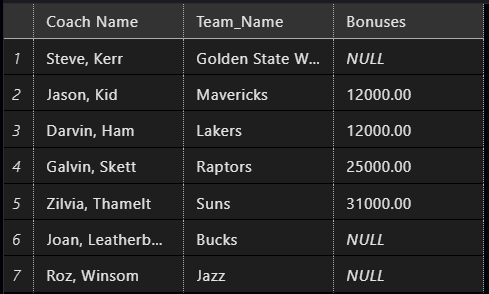 Coach Name Team_Name Bonuses
1 Steve, Kerr Golden State W... NULL
2 Jason, Kid Mavericks 12000.00
3 Darvin, Ham Lakers 12000.00
4 Galvin, Skett Raptors 25000.00
5 Zilvia, Thamelt Suns 31000.00
6 Joan, Leatherb... Bucks NULL
7 Roz, Winsom Jazz NULL